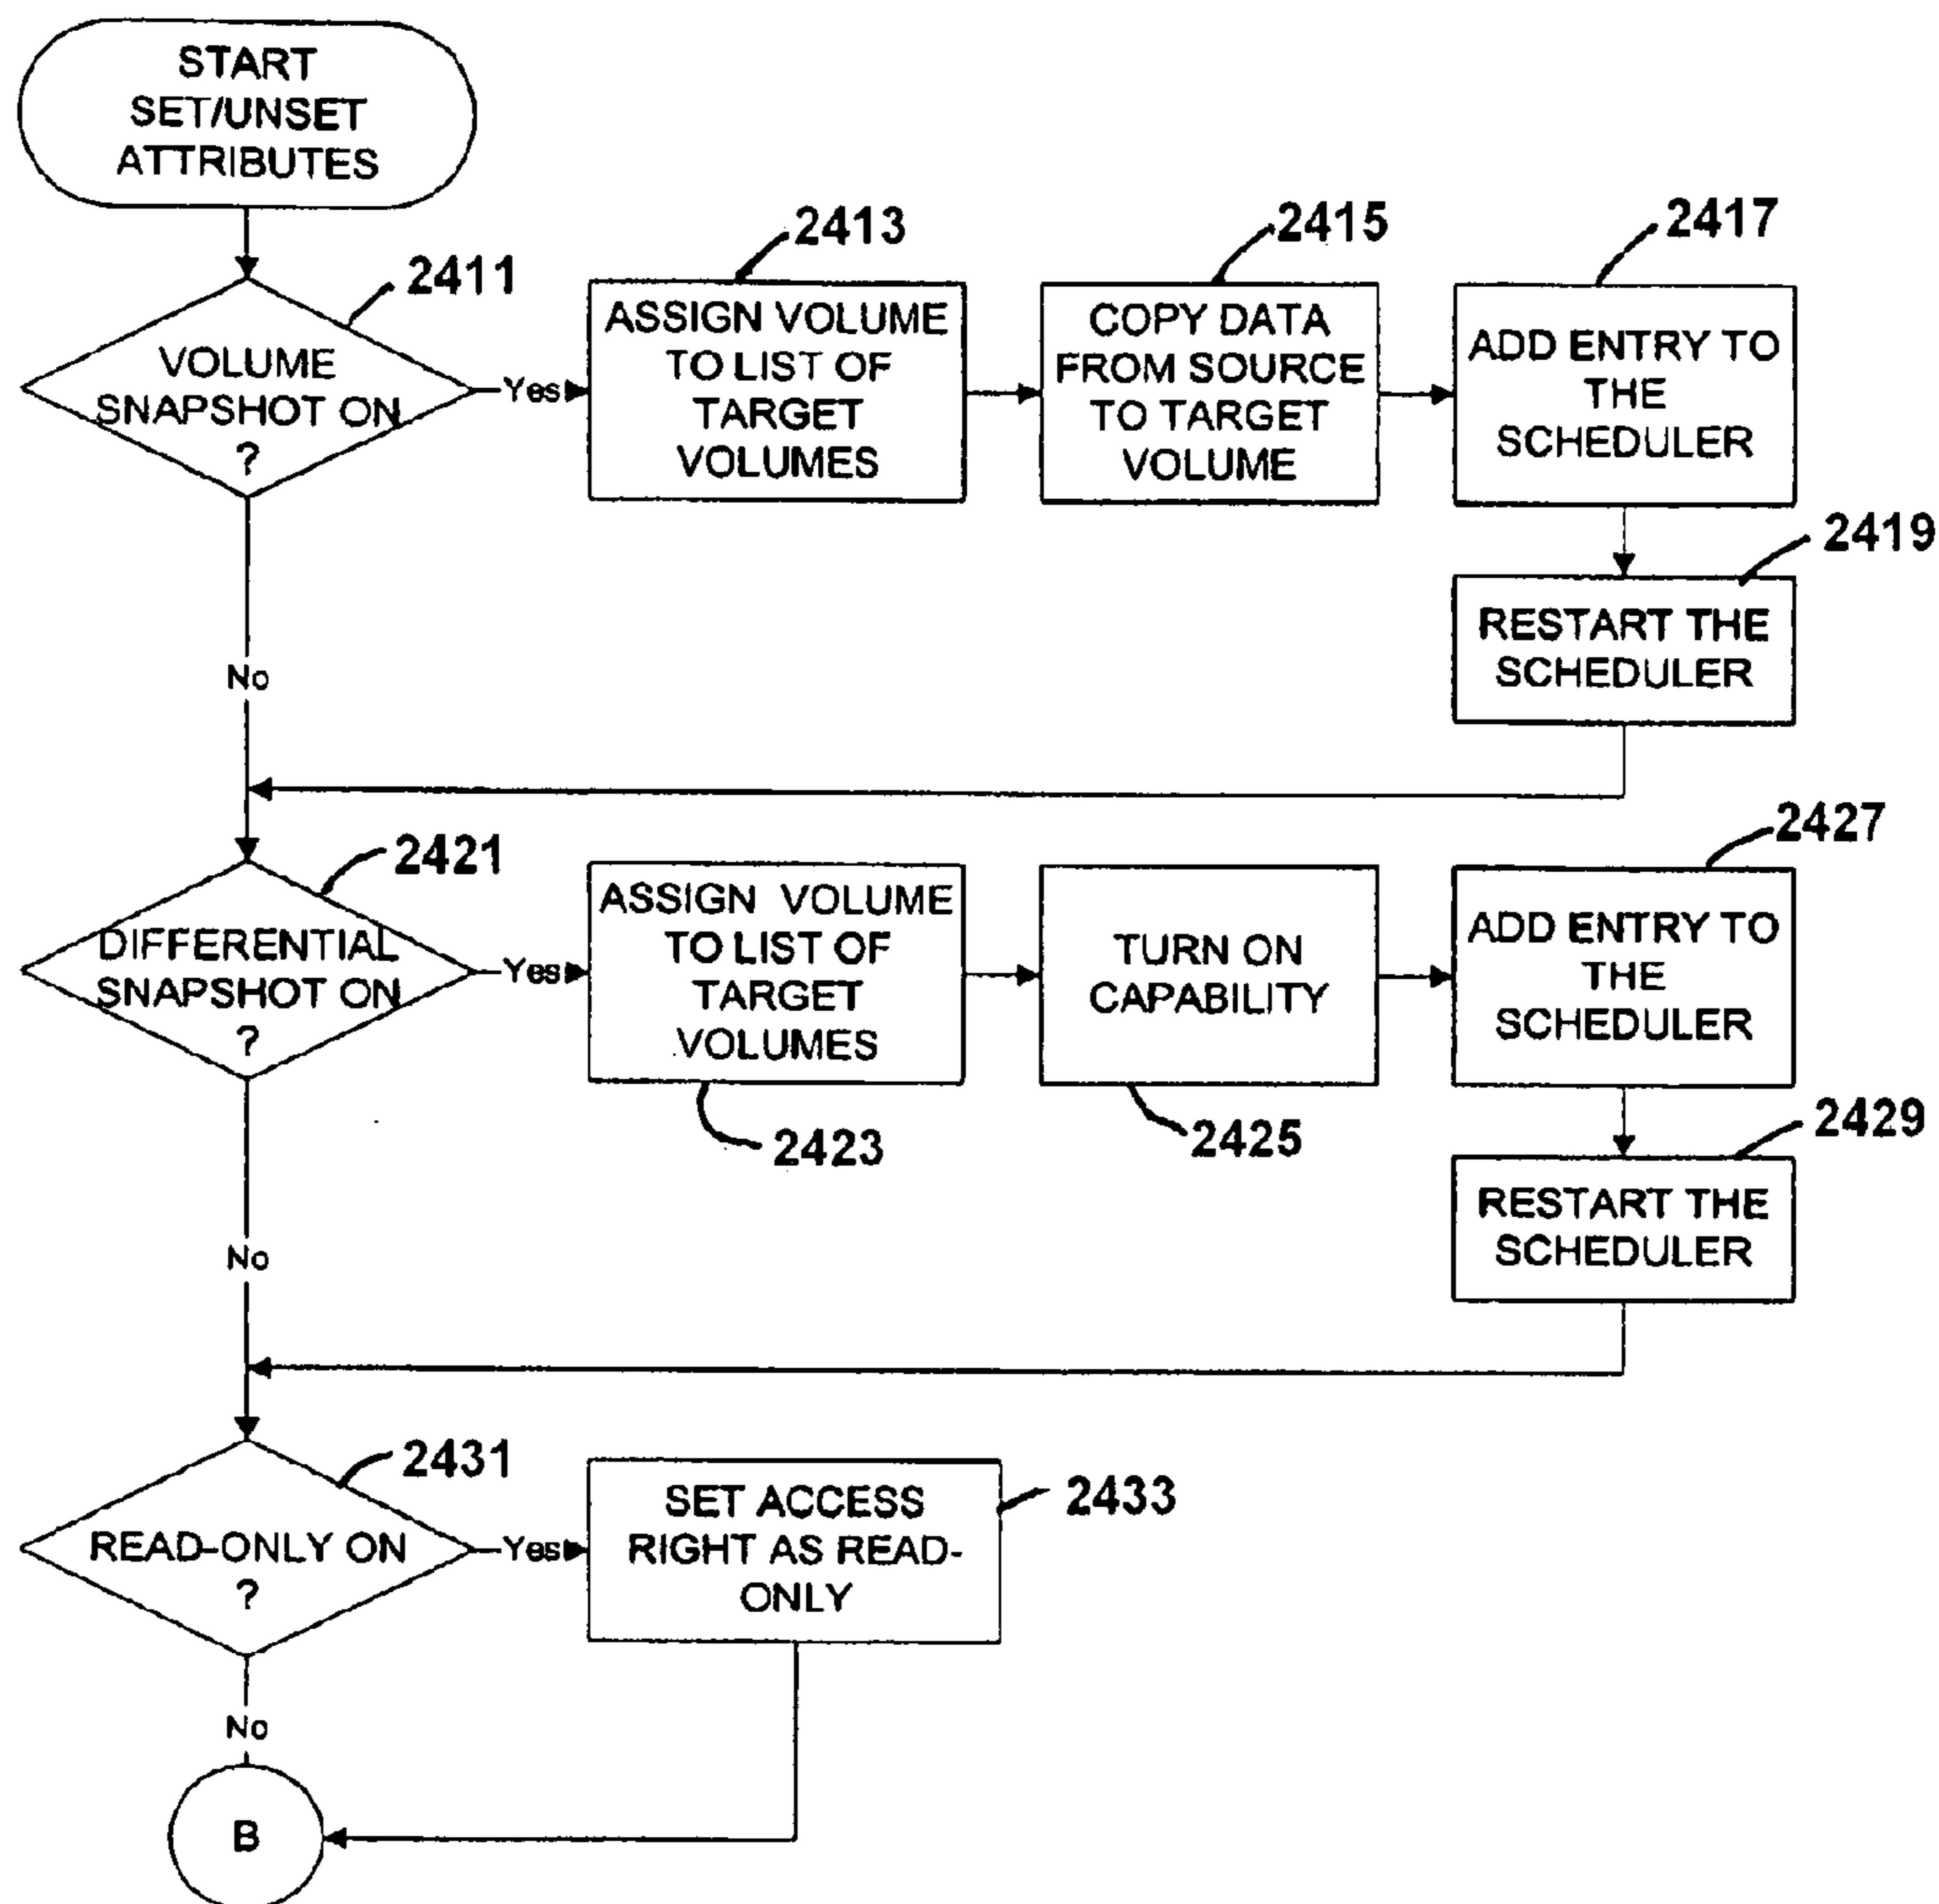 START
SET/UNSET
ATTRIBUTES
2411
VOLUME
SNAPSHOT ON
?
Yes
2413
ASSIGN VOLUME
TO LIST OF
TARGET
VOLUMES
2415
COPY DATA
FROM SOURCE
TO TARGET
VOLUME
2417
ADD ENTRY TO
THE
SCHEDULER
2419
RESTART THE
SCHEDULER
No
2421
DIFFERENTIAL
SNAPSHOT ON
?
Yes
ASSIGN VOLUME
TO LIST OF
TARGET
VOLUMES
2423
TURN ON
CAPABILITY
2425
2427
ADD ENTRY TO
THE
SCHEDULER
2429
RESTART THE
SCHEDULER
No
2431
READ-ONLY ON
?
Yes
2433
SET ACCESS
RIGHT AS READ-
ONLY
No
B